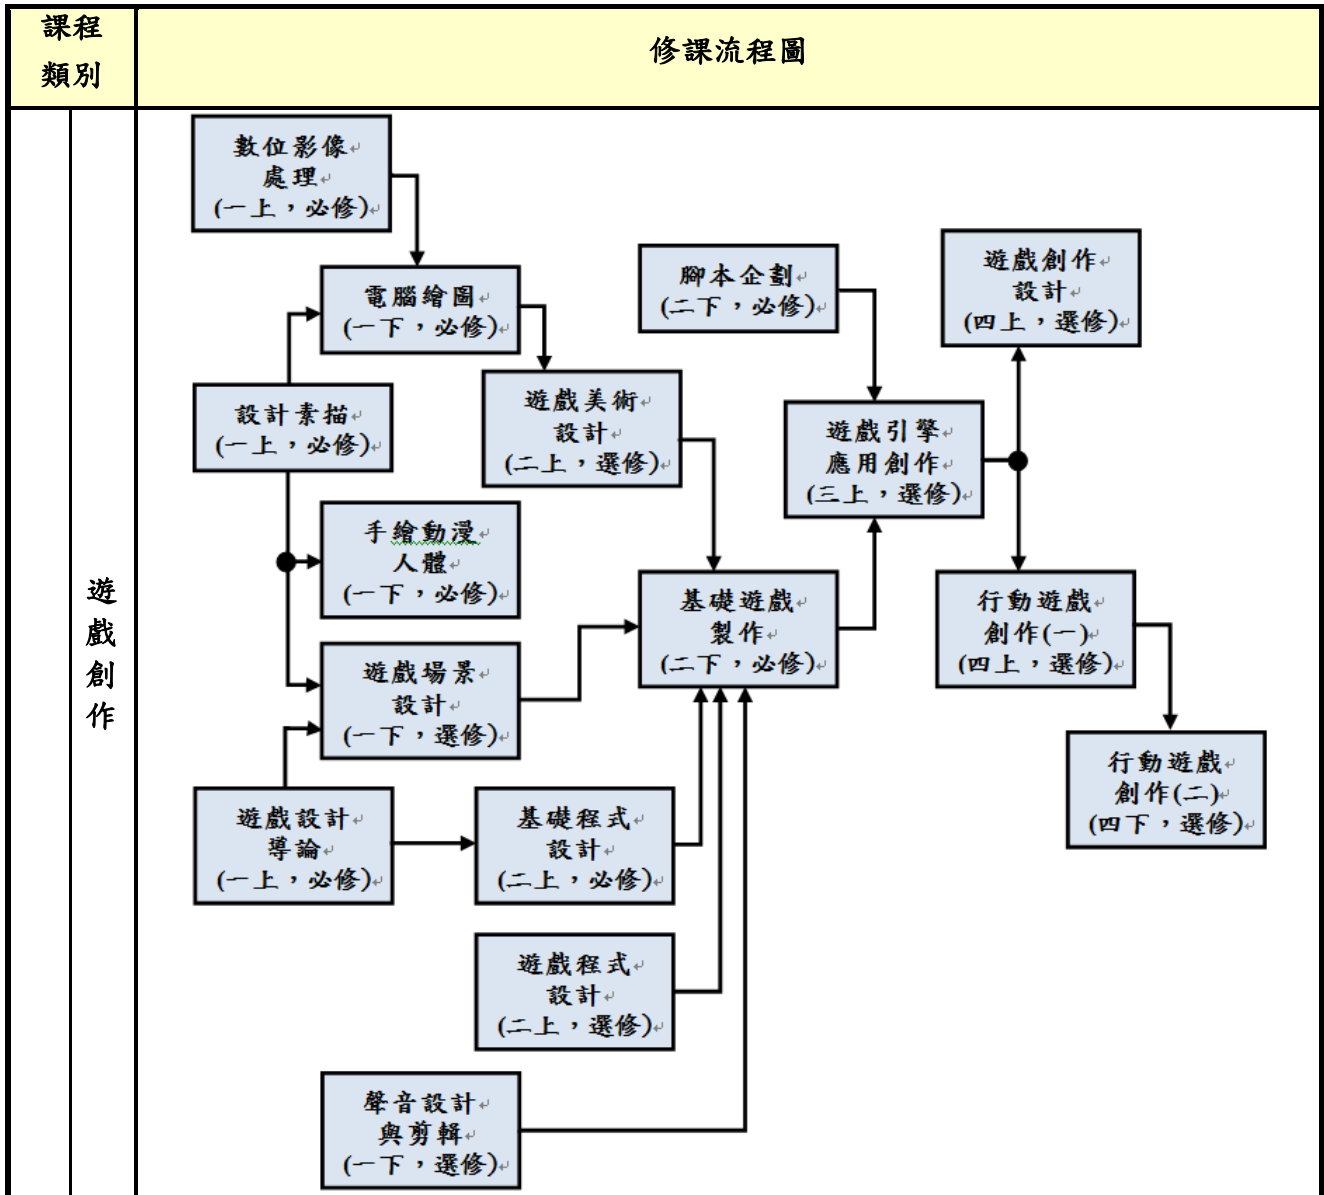 課程
類別
修課流程圖
遊
戲
創
作
數位影像
處理
(一上，必修)
電腦繪圖
(一下，必修)
設計素描
(一上，必修)
遊戲美術
設計
(二上，選修)
手繪動漫
人體
(一下，必修)
遊戲場景
設計
(一下，選修)
遊戲設計
導論
(一上，必修)
基礎程式
設計
(二上，必修)
遊戲程式
設計
(二上，選修)
聲音設計
與剪輯
(一下，選修)
腳本企劃
(二下，必修)
基礎遊戲
製作
(二下，必修)
遊戲引擎
應用創作
(三上，選修)
遊戲創作
設計
(四上，選修)
行動遊戲
創作(一)
(四上，選修)
行動遊戲
創作(二)
(四下，選修)